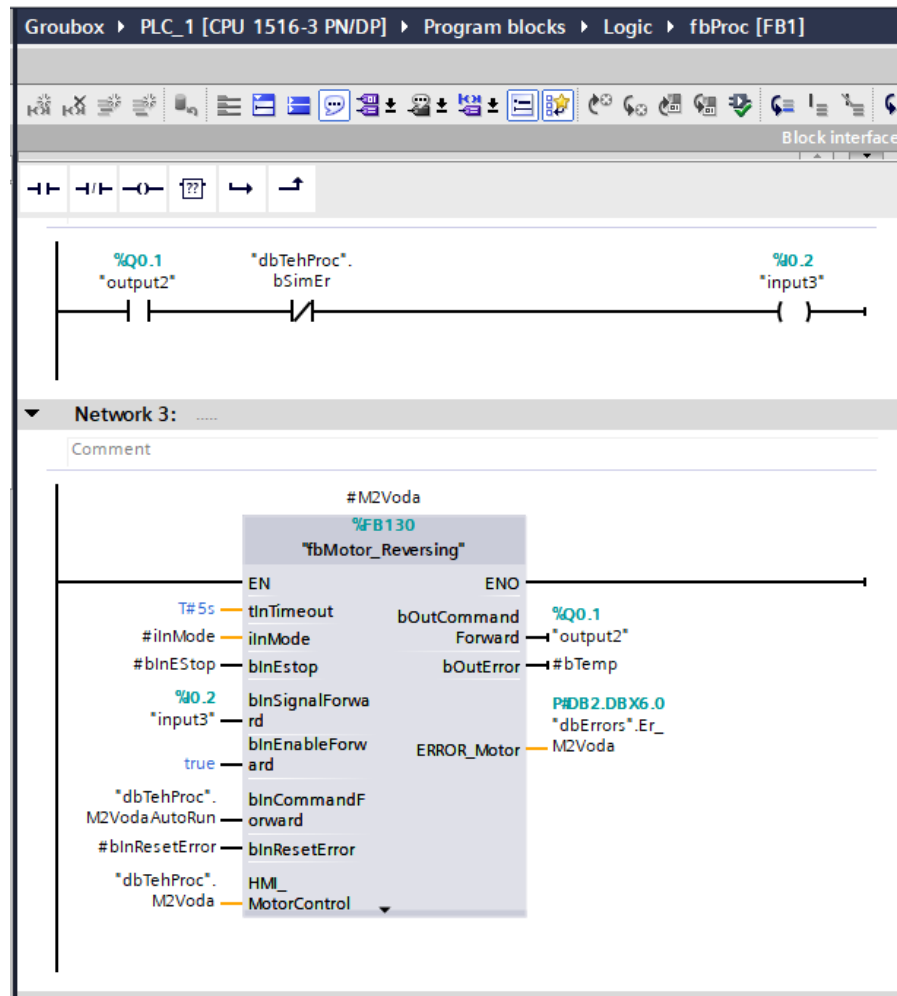 Groubox ▸ PLC_1 [CPU 1516-3 PN/DP] ▸ Program blocks ▸ Logic ▸ fbProc [FB1]
Block interface
??
%Q0.1 "dbTehProc". %I0.2
"output2" bSimEr "input3"
Network 3: .....
Comment
#M2Voda
%FB130
"fbMotor_Reversing"
EN ENO
T#5s tInTimeout
bOutCommand %Q0.1
#iInMode iInMode Forward "output2"
#bInEStop bInEstop bOutError #bTemp
%I0.2 bInSignalForwa P#DB2.DBX6.0
"input3" rd "dbErrors".Er_
bInEnableForw ERROR_Motor M2Voda
true ard
"dbTehProc". bInCommandF
M2VodaAutoRun orward
#bInResetError bInResetError
"dbTehProc". HMI_
M2Voda MotorControl